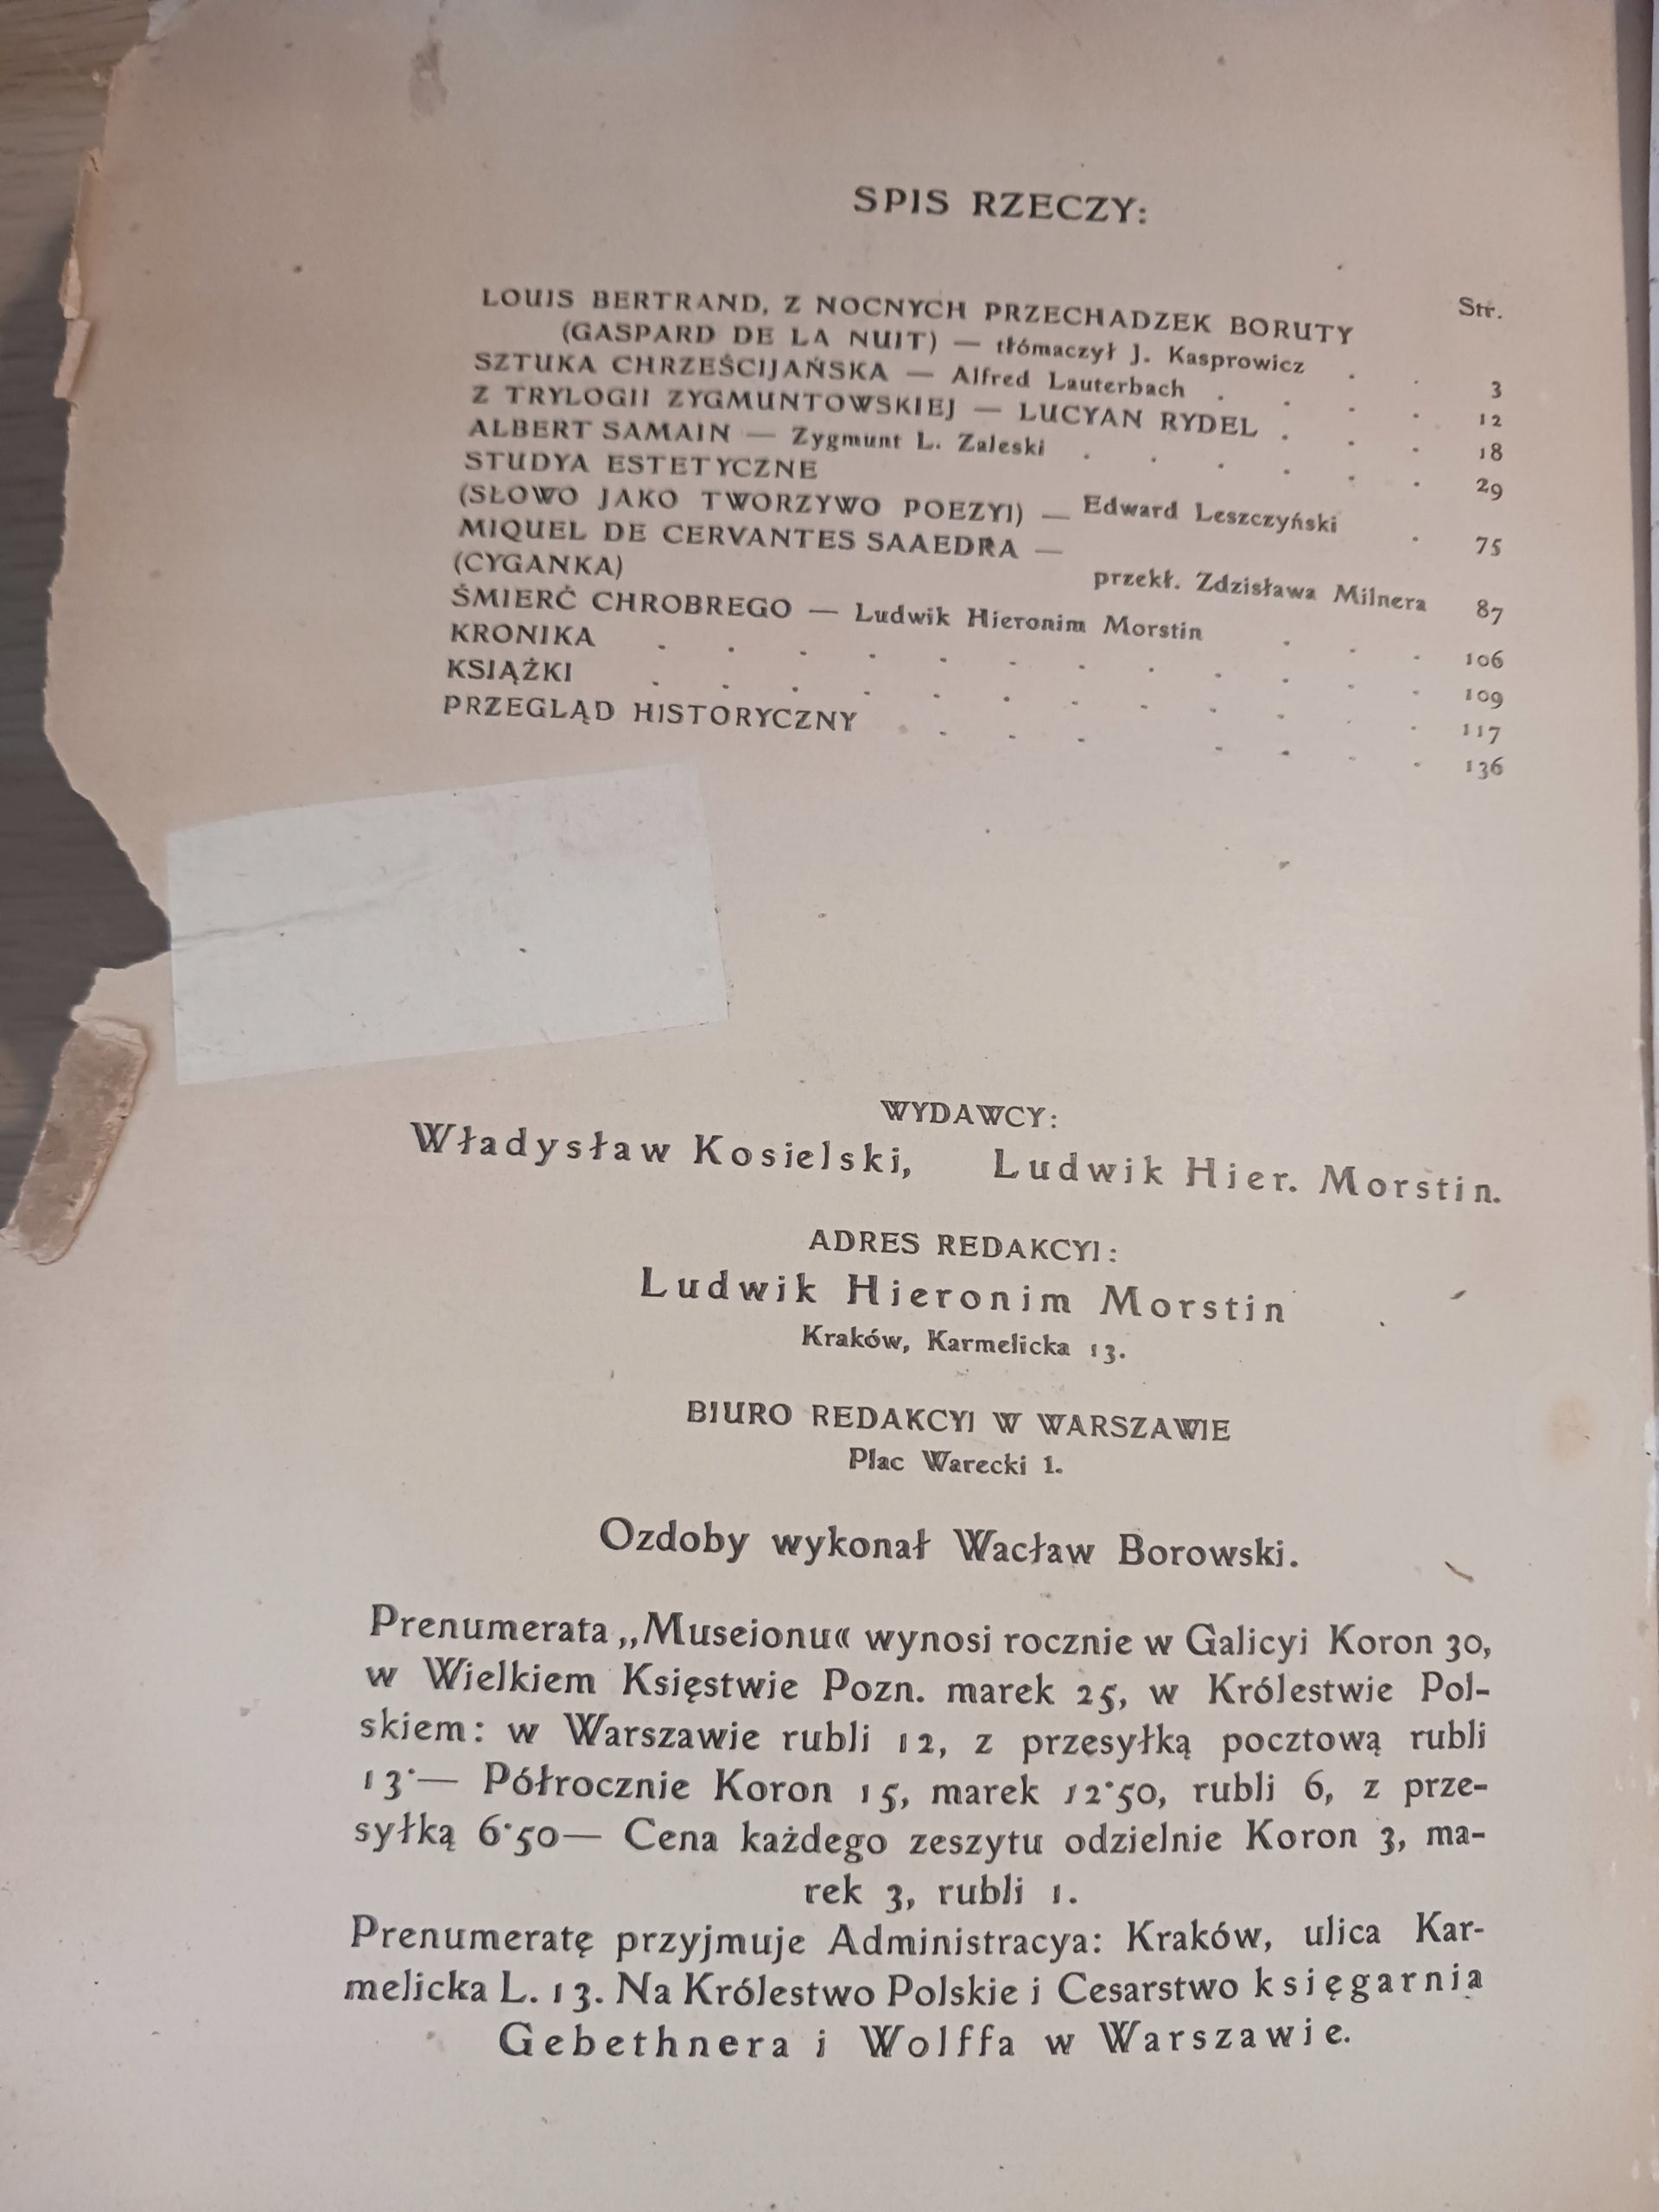 SPIS RZECZY:
Str.
LOUIS BERTRAND, Z NOCNYCH PRZECHADZEK BORUTY
(GASPARD DE LA NUIT) — tłómaczył J. Kasprowicz . . 3
SZTUKA CHRZEŚCIJAŃSKA — Alfred Lauterbach . . . . 12
Z TRYLOGII ZYGMUNTOWSKIEJ — LUCYAN RYDEL . . . 18
ALBERT SAMAIN — Zygmunt L. Zaleski . . . . . . 29
STUDYA ESTETYCZNE
(SŁOWO JAKO TWORZYWO POEZYI) — Edward Leszczyński . 75
MIQUEL DE CERVANTES SAAEDRA —
(CYGANKA) przekł. Zdzisława Milnera 87
ŚMIERĆ CHROBREGO — Ludwik Hieronim Morstin . . . 106
KRONIKA . . . . . . . . . . . . 109
KSIĄŻKI . . . . . . . . . . . . 117
PRZEGLĄD HISTORYCZNY . . . . . . . 136
WYDAWCY:
Władysław Kosielski, Ludwik Hier. Morstin.
ADRES REDAKCYI:
Ludwik Hieronim Morstin
Kraków, Karmelicka 13.
BIURO REDAKCYI W WARSZAWIE
Plac Warecki 1.
Ozdoby wykonał Wacław Borowski.
Prenumerata „Museionu« wynosi rocznie w Galicyi Koron 30,
w Wielkiem Księstwie Pozn. marek 25, w Królestwie Pol-
skiem: w Warszawie rubli 12, z przesyłką pocztową rubli
13·— Półrocznie Koron 15, marek 12·50, rubli 6, z prze-
syłką 6·50— Cena każdego zeszytu odzielnie Koron 3, ma-
rek 3, rubli 1.
Prenumeratę przyjmuje Administracya: Kraków, ulica Kar-
melicka L. 13. Na Królestwo Polskie i Cesarstwo księgarnia
Gebethnera i Wolffa w Warszawie.